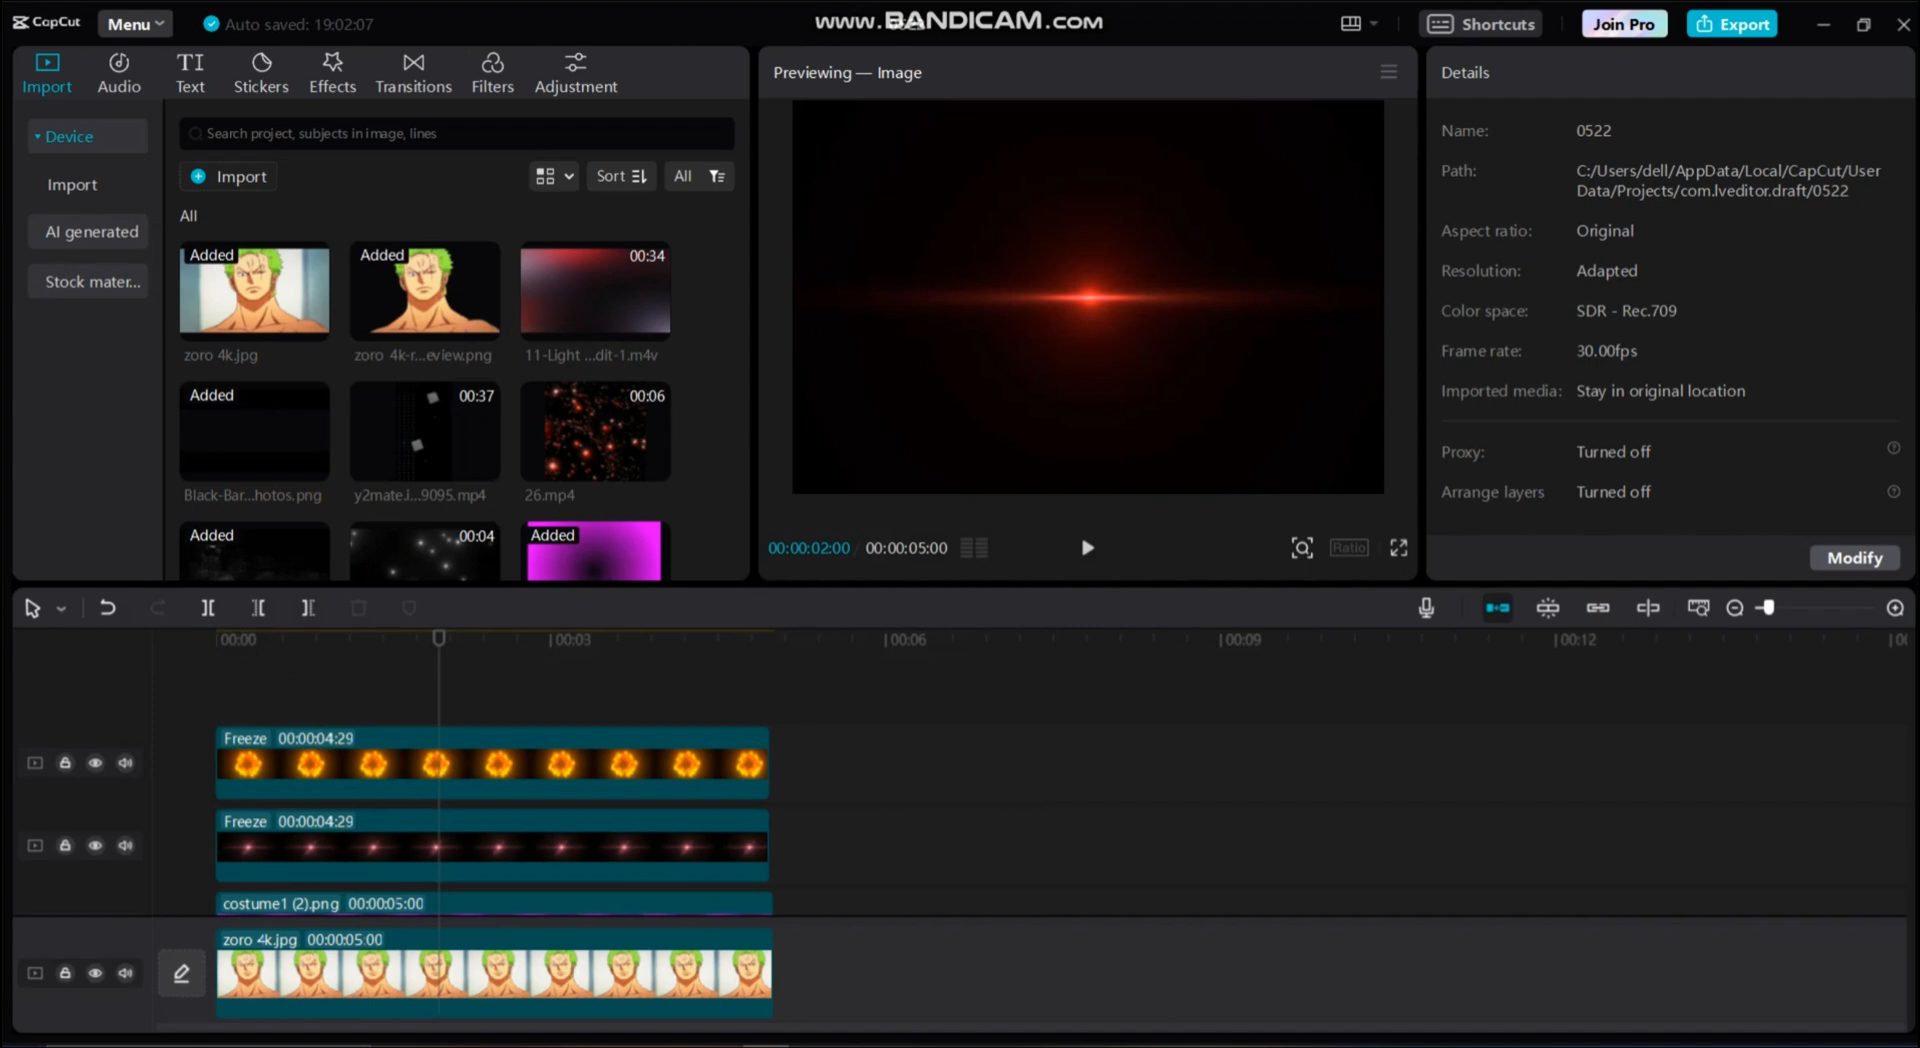 CapCut
Menu
Auto saved: 19:02:07
www.BANDICAM.com
Shortcuts
Join Pro
Export
Import
Audio
TI
Text
Stickers
Effects
Transitions
Filters
Adjustment
Previewing — Image
Details
Device
Import
AI generated
Stock mater...
Search project, subjects in image, lines
Import
Sort
All
All
Added
Added
00:34
zoro 4k.jpg
zoro 4k-r...eview.png
11-Light ...dit-1.m4v
Added
00:37
00:06
Black-Bar...hotos.png
y2mate.i...9095.mp4
26.mp4
Added
00:04
Added
00:00:02:00
00:00:05:00
Ratio
Name: 0522
Path: C:/Users/dell/AppData/Local/CapCut/User
Data/Projects/com.lveditor.draft/0522
Aspect ratio: Original
Resolution: Adapted
Color space: SDR - Rec.709
Frame rate: 30.00fps
Imported media: Stay in original location
Proxy: Turned off
Arrange layers Turned off
Modify
00:00
00:03
00:06
00:09
00:12
Freeze 00:00:04:29
Freeze 00:00:04:29
costume1 (2).png 00:00:05:00
zoro 4k.jpg 00:00:05:00